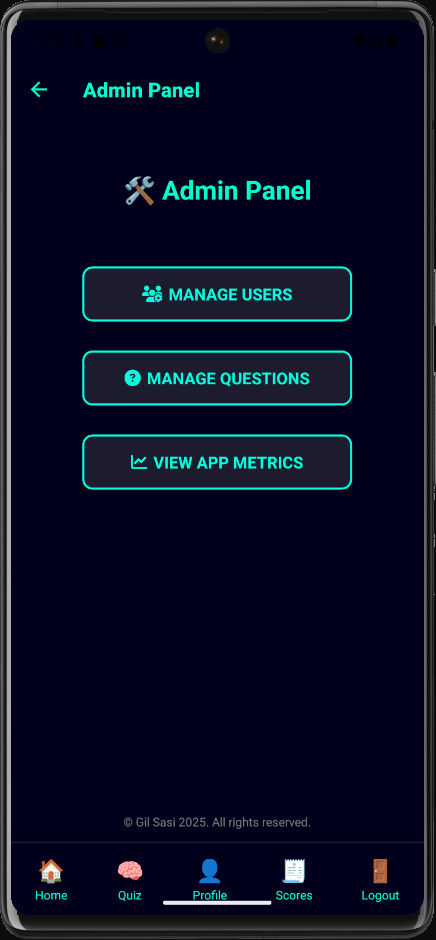 Admin Panel
Admin Panel
MANAGE USERS
MANAGE QUESTIONS
VIEW APP METRICS
© Gil Sasi 2025. All rights reserved.
Home
Quiz
Profile
Scores
Logout